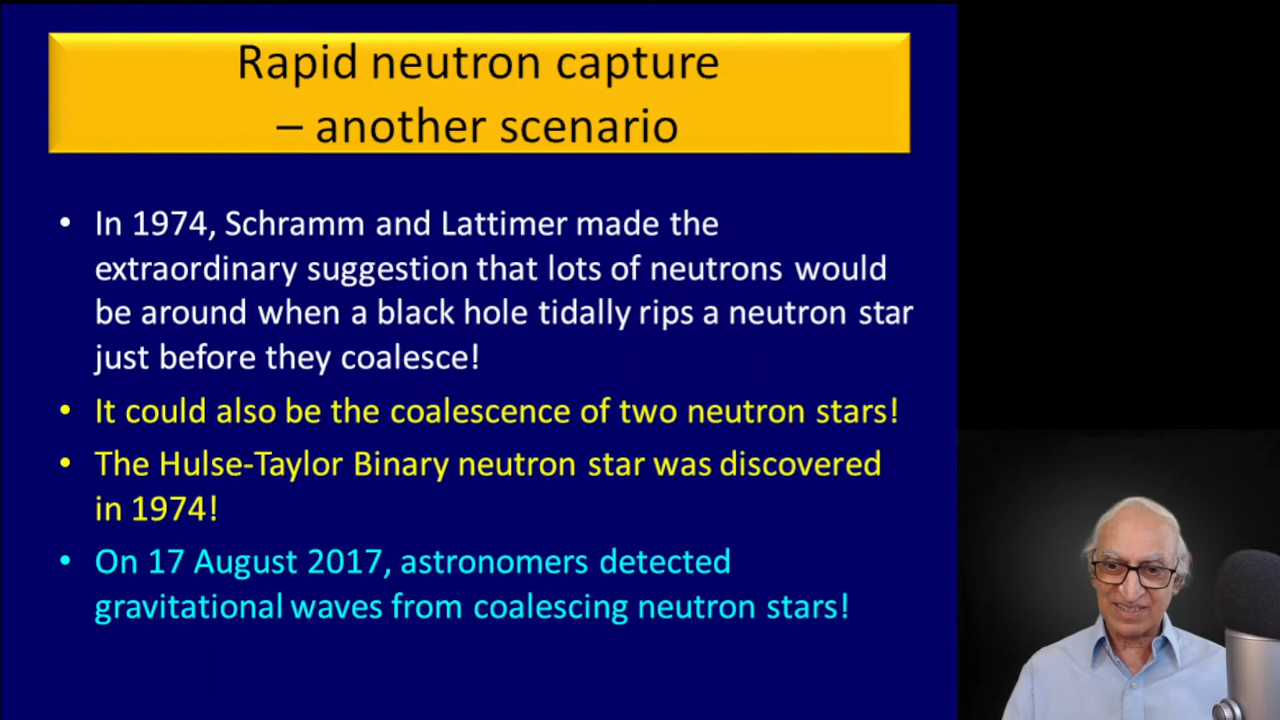 Rapid neutron capture
– another scenario
• In 1974, Schramm and Lattimer made the
extraordinary suggestion that lots of neutrons would
be around when a black hole tidally rips a neutron star
just before they coalesce!
• It could also be the coalescence of two neutron stars!
• The Hulse-Taylor Binary neutron star was discovered
in 1974!
• On 17 August 2017, astronomers detected
gravitational waves from coalescing neutron stars!